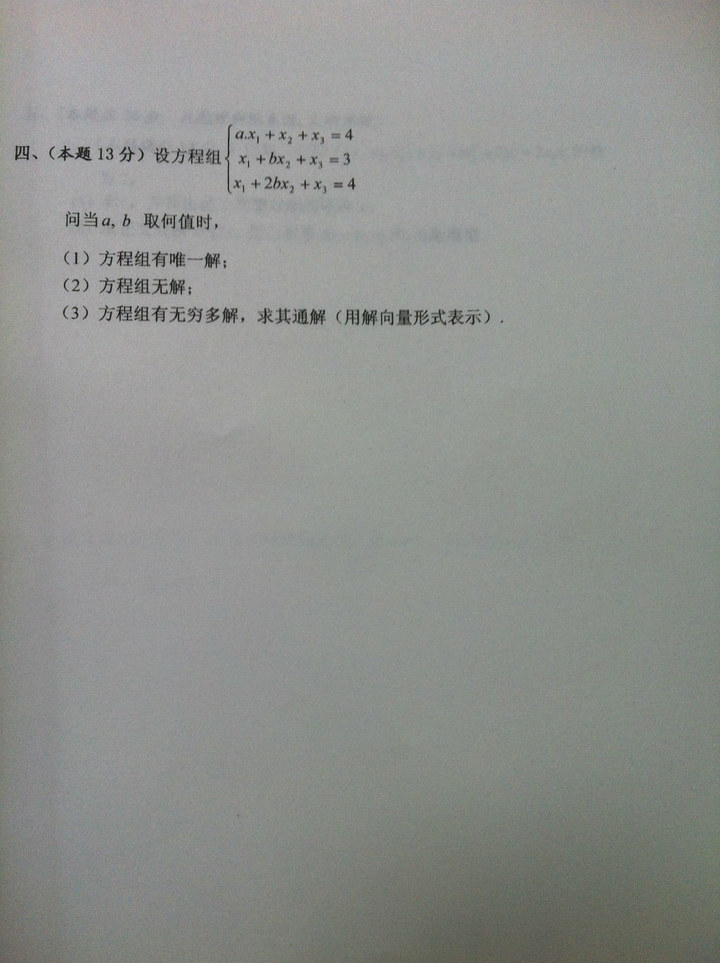 ax₁ + x₂ + x₃ = 4
四、（本题 13 分）设方程组 x₁ + bx₂ + x₃ = 3
x₁ + 2bx₂ + x₃ = 4
问当 a, b 取何值时，
（1）方程组有唯一解；
（2）方程组无解；
（3）方程组有无穷多解，求其通解（用解向量形式表示）.